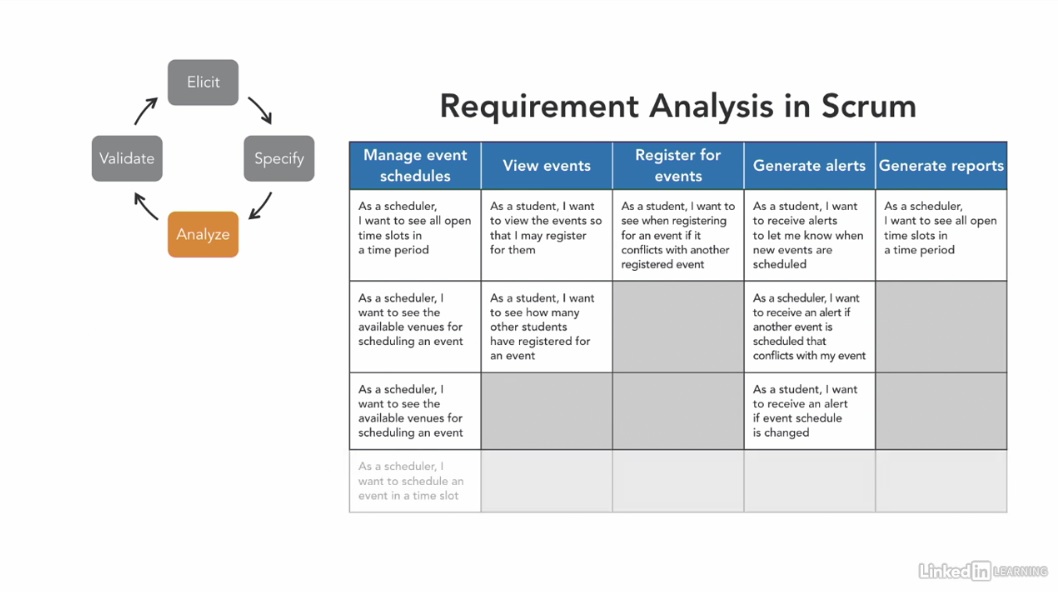 Elicit
Validate
Specify
Analyze
Requirement Analysis in Scrum
Manage event
schedules
View events
Register for
events
Generate alerts
Generate reports
As a scheduler,
I want to see all open
time slots in
a time period
As a student, I want
to view the events so
that I may register
for them
As a student, I want to
see when registering
for an event if it
conflicts with another
registered event
As a student, I want
to receive alerts
to let me know when
new events are
scheduled
As a scheduler,
I want to see all open
time slots in
a time period
As a scheduler, I
want to see the
available venues for
scheduling an event
As a student, I want
to see how many
other students
have registered for
an event
As a scheduler, I want
to receive an alert if
another event is
scheduled that
conflicts with my event
As a scheduler, I
want to see the
available venues for
scheduling an event
As a student, I want
to receive an alert
if event schedule
is changed
As a scheduler, I
want to schedule an
event in a time slot
Linked in LEARNING